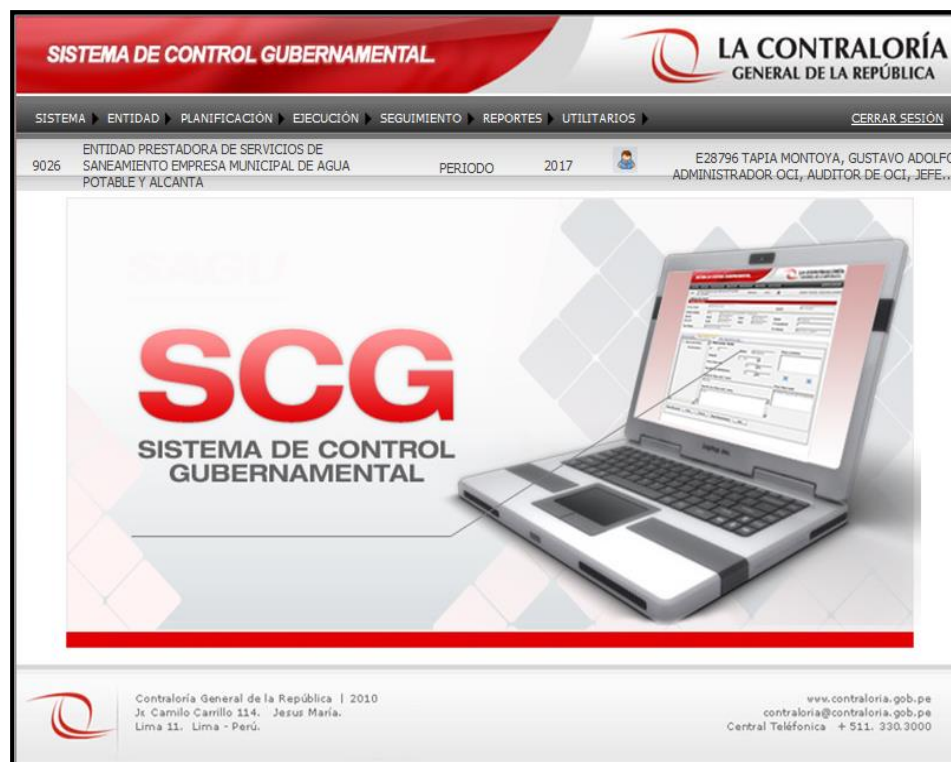 SISTEMA DE CONTROL GUBERNAMENTAL
LA CONTRALORÍA
GENERAL DE LA REPÚBLICA
SISTEMA ENTIDAD PLANIFICACIÓN EJECUCIÓN SEGUIMIENTO REPORTES UTILITARIOS CERRAR SESIÓN
9026
ENTIDAD PRESTADORA DE SERVICIOS DE
SANEAMIENTO EMPRESA MUNICIPAL DE AGUA
POTABLE Y ALCANTA
PERIODO 2017
E28796 TAPIA MONTOYA, GUSTAVO ADOLFO
ADMINISTRADOR OCI, AUDITOR DE OCI, JEFE...
SCG
SISTEMA DE CONTROL
GUBERNAMENTAL
Contraloría General de la República | 2010
Jr. Camilo Carrillo 114. Jesus María.
Lima 11. Lima - Perú.
www.contraloria.gob.pe
contraloria@contraloria.gob.pe
Central Teléfonica + 511. 330.3000